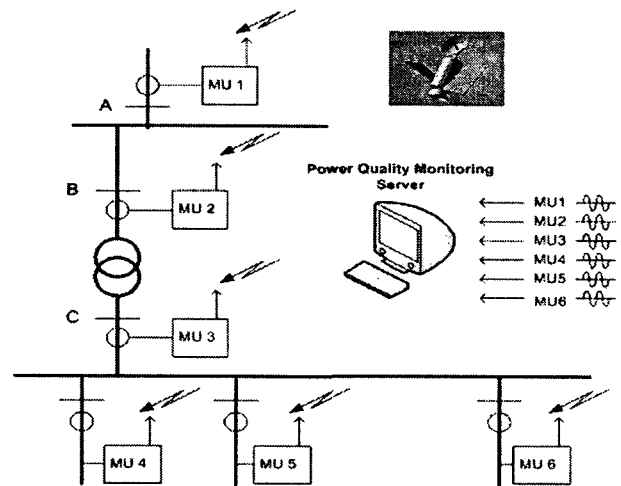 MU 1
A
Power Quality Monitoring
Server
B
MU 2
MU1
MU2
MU3
MU4
MU5
MU6
C
MU 3
MU 4
MU 5
MU 6